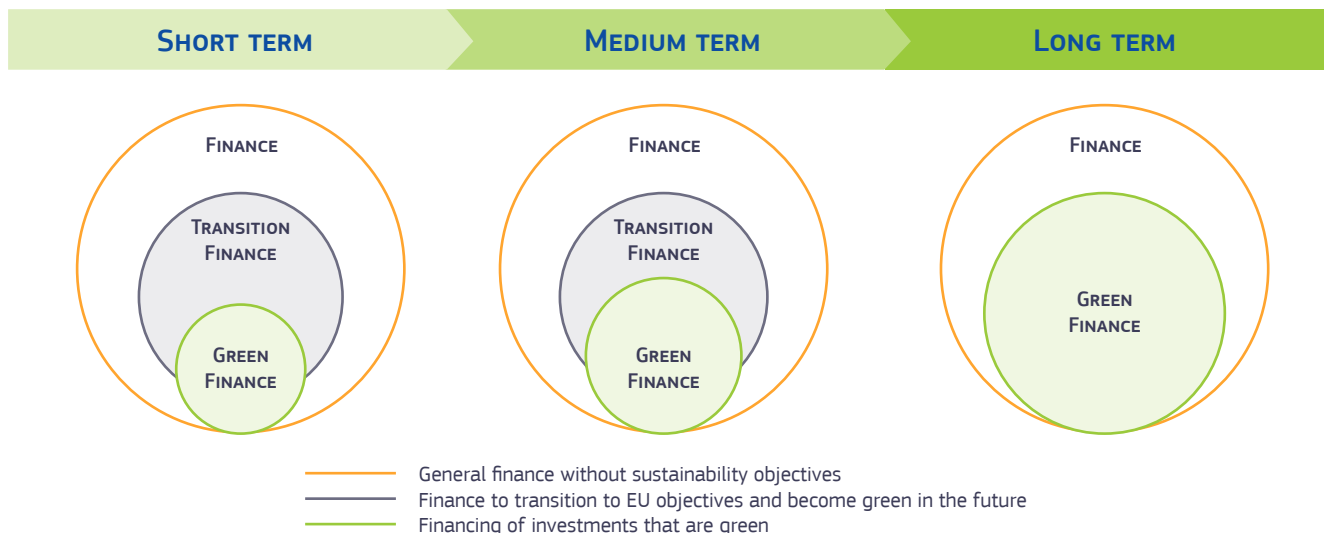 Short term
Medium term
Long term
Finance
Transition
Finance
Green
Finance
Finance
Transition
Finance
Green
Finance
Finance
Green
Finance
General finance without sustainability objectives
Finance to transition to EU objectives and become green in the future
Financing of investments that are green